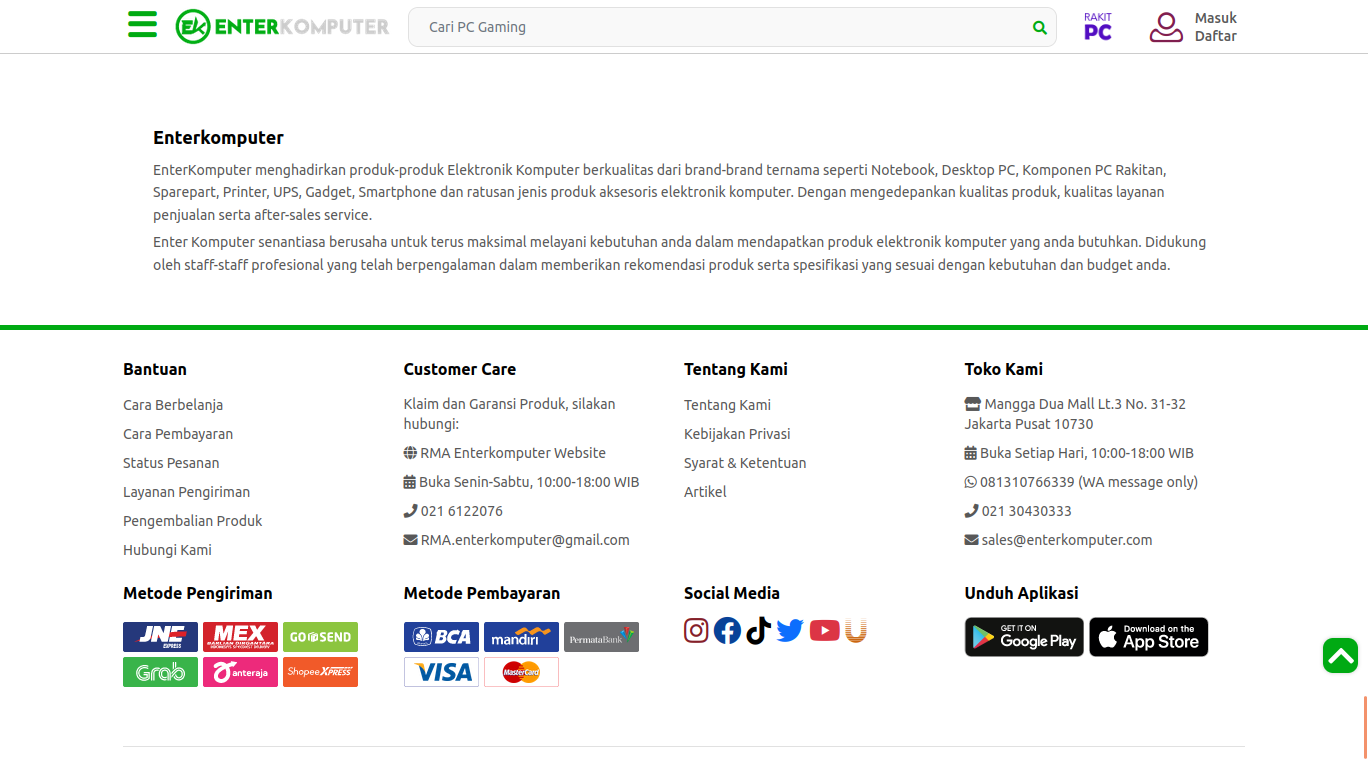 EK ENTERKOMPUTER
Cari PC Gaming
RAKIT
PC
Masuk
Daftar
Enterkomputer
EnterKomputer menghadirkan produk-produk Elektronik Komputer berkualitas dari brand-brand ternama seperti Notebook, Desktop PC, Komponen PC Rakitan,
Sparepart, Printer, UPS, Gadget, Smartphone dan ratusan jenis produk aksesoris elektronik komputer. Dengan mengedepankan kualitas produk, kualitas layanan
penjualan serta after-sales service.
Enter Komputer senantiasa berusaha untuk terus maksimal melayani kebutuhan anda dalam mendapatkan produk elektronik komputer yang anda butuhkan. Didukung
oleh staff-staff profesional yang telah berpengalaman dalam memberikan rekomendasi produk serta spesifikasi yang sesuai dengan kebutuhan dan budget anda.
Bantuan
Cara Berbelanja
Cara Pembayaran
Status Pesanan
Layanan Pengiriman
Pengembalian Produk
Hubungi Kami
Customer Care
Klaim dan Garansi Produk, silakan
hubungi:
RMA Enterkomputer Website
Buka Senin-Sabtu, 10:00-18:00 WIB
021 6122076
RMA.enterkomputer@gmail.com
Tentang Kami
Tentang Kami
Kebijakan Privasi
Syarat & Ketentuan
Artikel
Toko Kami
Mangga Dua Mall Lt.3 No. 31-32
Jakarta Pusat 10730
Buka Setiap Hari, 10:00-18:00 WIB
081310766339 (WA message only)
021 30430333
sales@enterkomputer.com
Metode Pengiriman
JNE EXPRESS
MEX
GO SEND
Grab
anteraja
Shopee XPRESS
Metode Pembayaran
BCA
mandiri
PermataBank
VISA
MasterCard
Social Media
Unduh Aplikasi
GET IT ON
Google Play
Download on the
App Store